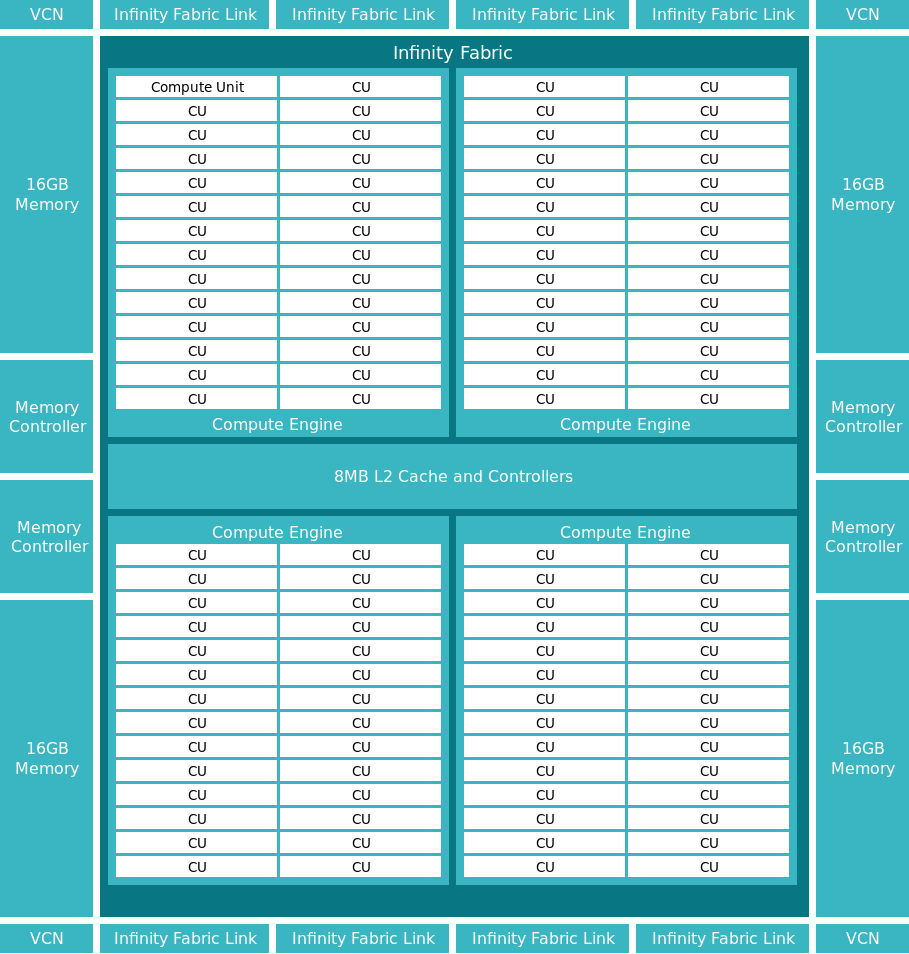 VCN Infinity Fabric Link Infinity Fabric Link Infinity Fabric Link Infinity Fabric Link VCN
Infinity Fabric
Compute Unit CU CU CU
CU CU CU CU
CU CU CU CU
CU CU CU CU
16GB CU CU CU CU 16GB
Memory CU CU CU CU Memory
CU CU CU CU
CU CU CU CU
CU CU CU CU
CU CU CU CU
CU CU CU CU
CU CU CU CU
CU CU CU CU
CU CU CU CU
Memory Memory
Controller Compute Engine Compute Engine Controller
8MB L2 Cache and Controllers
Memory Compute Engine Compute Engine Memory
Controller Controller
CU CU CU CU
CU CU CU CU
CU CU CU CU
CU CU CU CU
CU CU CU CU
CU CU CU CU
CU CU CU CU
CU CU CU CU
16GB CU CU CU CU 16GB
Memory CU CU CU CU Memory
CU CU CU CU
CU CU CU CU
CU CU CU CU
CU CU CU CU
VCN Infinity Fabric Link Infinity Fabric Link Infinity Fabric Link Infinity Fabric Link VCN